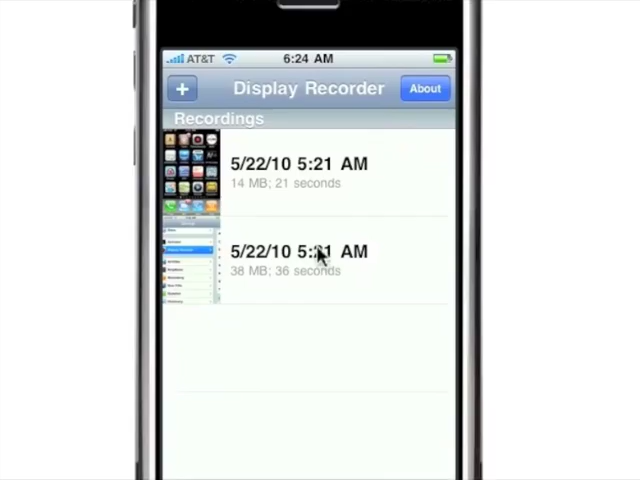 AT&T 6:24 AM
+ Display Recorder About
Recordings
5/22/10 5:21 AM
14 MB; 21 seconds
5/22/10 5:21 AM
38 MB; 36 seconds